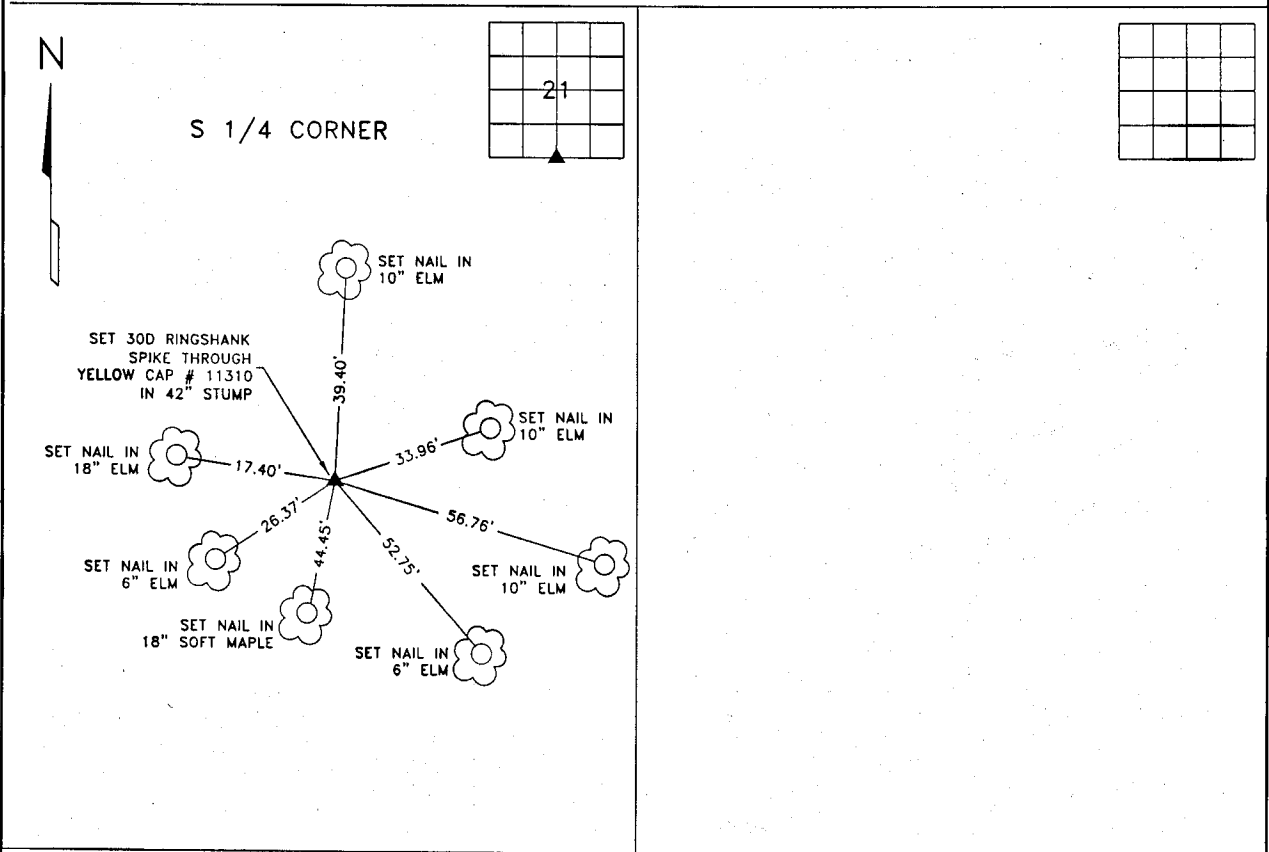 N
S 1/4 CORNER
21
SET NAIL IN
10" ELM
SET 30D RINGSHANK
SPIKE THROUGH
YELLOW CAP # 11310
IN 42" STUMP
39.40'
SET NAIL IN
10" ELM
33.96'
SET NAIL IN
18" ELM
17.40'
26.37'
44.45'
52.75'
56.76'
SET NAIL IN
6" ELM
SET NAIL IN
10" ELM
SET NAIL IN
18" SOFT MAPLE
SET NAIL IN
6" ELM